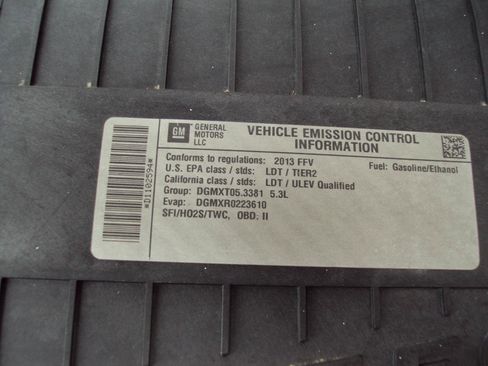 *D1102594*
GM
GENERAL MOTORS LLC
VEHICLE EMISSION CONTROL
INFORMATION
Conforms to regulations: 2013 FFV Fuel: Gasoline/Ethanol
U.S. EPA class / stds: LDT / TIER2
California class / stds: LDT / ULEV Qualified
Group: DGMXT05.3381 5.3L
Evap: DGMXR0223610
SFI/HO2S/TWC, OBD: II